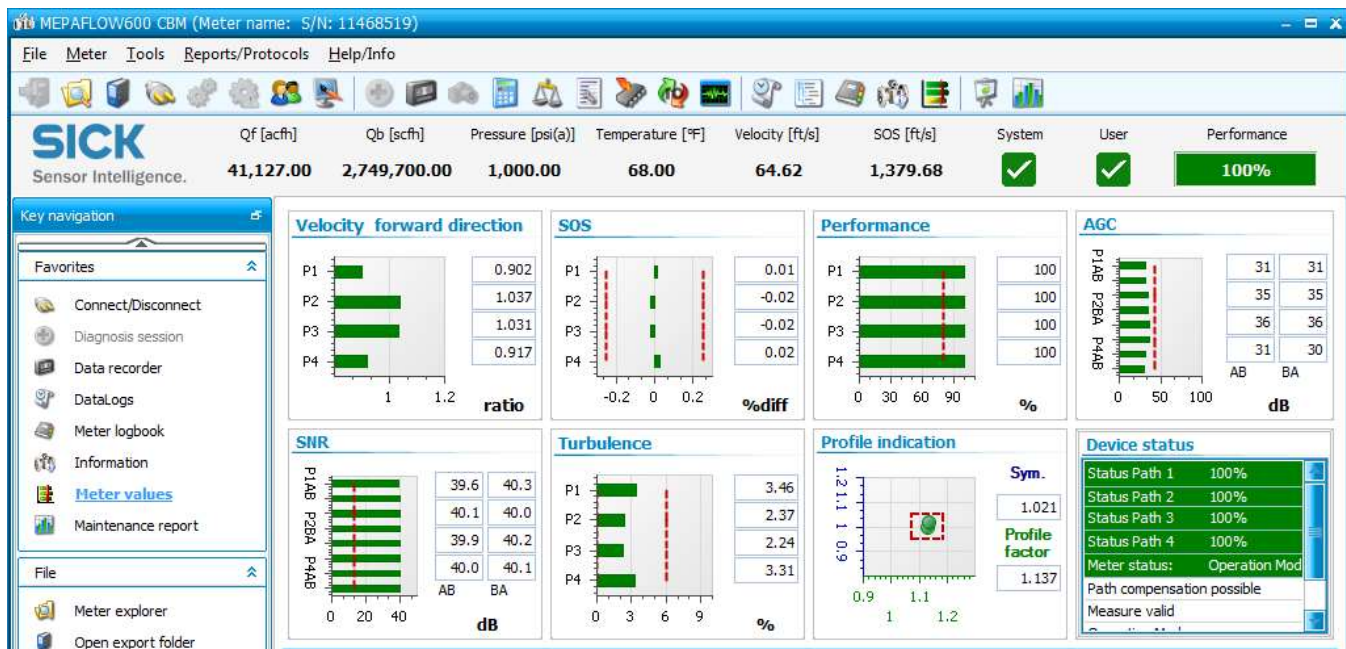 MEPAFLOW600 CBM (Meter name: S/N: 11468519)
File Meter Tools Reports/Protocols Help/Info
SICK
Sensor Intelligence.
Qf [acfh] Qb [scfh] Pressure [psi(a)] Temperature [°F] Velocity [ft/s] SOS [ft/s] System User Performance
41,127.00 2,749,700.00 1,000.00 68.00 64.62 1,379.68 100%
Key navigation
Favorites
Connect/Disconnect
Diagnosis session
Data recorder
DataLogs
Meter logbook
Information
Meter values
Maintenance report
File
Meter explorer
Open export folder
Velocity forward direction
P1 0.902
P2 1.037
P3 1.031
P4 0.917
1 1.2 ratio
SOS
P1 0.01
P2 -0.02
P3 -0.02
P4 0.02
-0.2 0 0.2 %diff
Performance
P1 100
P2 100
P3 100
P4 100
0 30 60 90 %
AGC
P1AB P2BA P4AB
31 31
35 35
36 36
31 30
AB BA
0 50 100 dB
SNR
P1AB P2BA P4AB
39.6 40.3
40.1 40.0
39.9 40.2
40.0 40.1
AB BA
0 20 40 dB
Turbulence
P1 3.46
P2 2.37
P3 2.24
P4 3.31
0 3 6 9 %
Profile indication
1.2 1.1 1 0.9
Sym.
1.021
Profile
factor
1.137
0.9 1.1
1 1.2
Device status
Status Path 1 100%
Status Path 2 100%
Status Path 3 100%
Status Path 4 100%
Meter status: Operation Mod
Path compensation possible
Measure valid